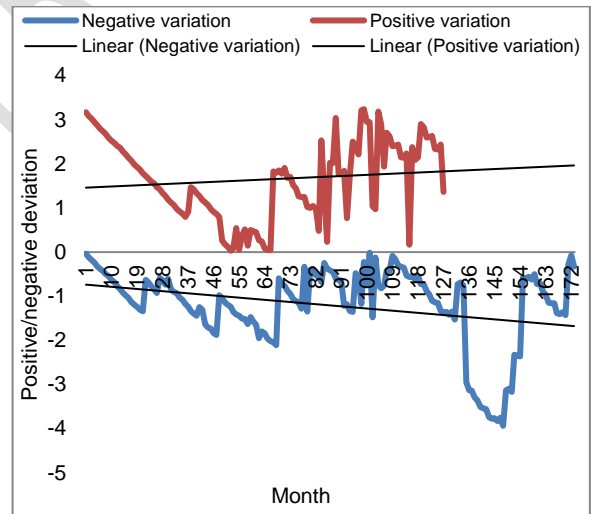 Negative variation Positive variation
Linear (Negative variation) Linear (Positive variation)
4
3
2
1
0
-1
-2
-3
-4
-5
Positive/negative deviation
1 10 19 28 37 46 55 64 73 82 91 100 109 118 127 136 145 154 163 172
Month